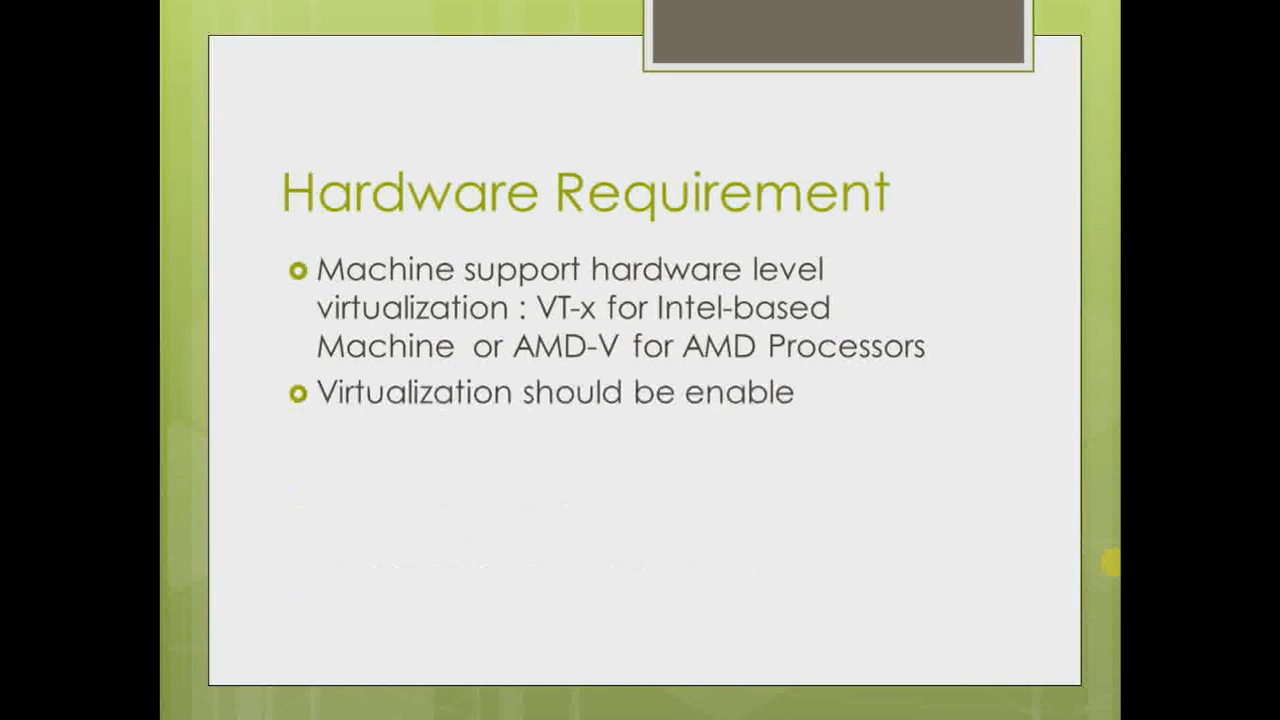 Hardware Requirement
Machine support hardware level
virtualization : VT-x for Intel-based
Machine or AMD-V for AMD Processors
Virtualization should be enable